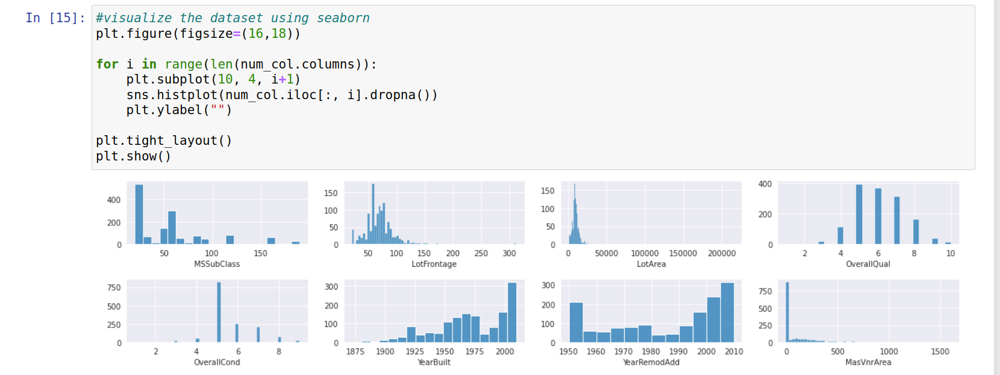 In [15]:
#visualize the dataset using seaborn
plt.figure(figsize=(16,18))
for i in range(len(num_col.columns)):
    plt.subplot(10, 4, i+1)
    sns.histplot(num_col.iloc[:, i].dropna())
    plt.ylabel("")
plt.tight_layout()
plt.show()
400
200
0
50 100 150
MSSubClass
150
100
50
0
50 100 150 200 250 300
LotFrontage
150
100
50
0
0 50000 100000 150000 200000
LotArea
400
200
0
2 4 6 8 10
OverallQual
750
500
250
0
2 4 6 8
OverallCond
300
200
100
0
1875 1900 1925 1950 1975 2000
YearBuilt
300
200
100
0
1950 1960 1970 1980 1990 2000 2010
YearRemodAdd
750
500
250
0
0 500 1000 1500
MasVnrArea